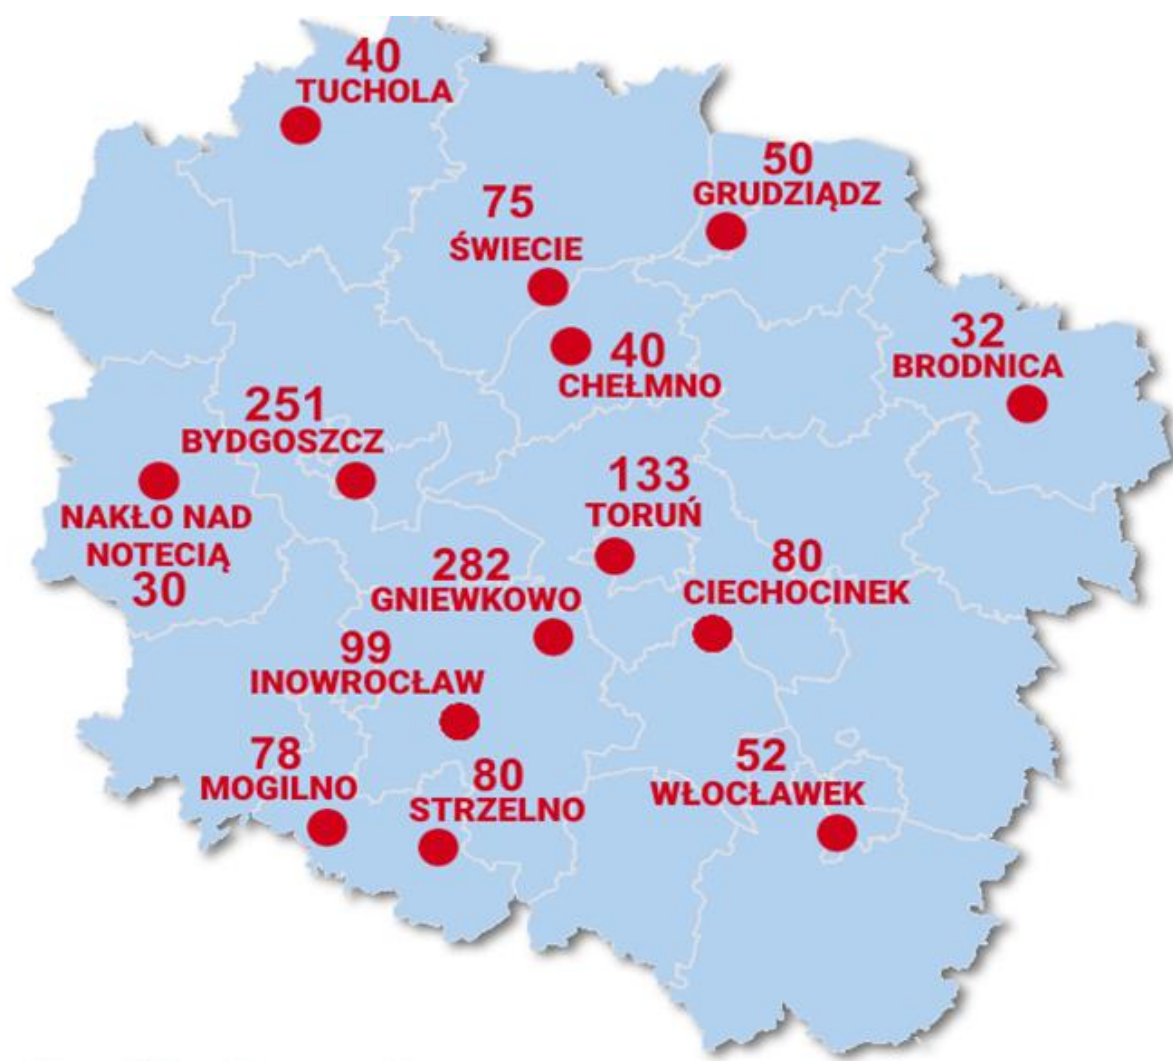 40
TUCHOLA
50
GRUDZIĄDZ
75
ŚWIECIE
40
CHEŁMNO
32
BRODNICA
251
BYDGOSZCZ
NAKŁO NAD
NOTECIĄ
30
133
TORUŃ
282
GNIEWKOWO
80
CIECHOCINEK
99
INOWROCŁAW
78
MOGILNO
80
STRZELNO
52
WŁOCŁAWEK